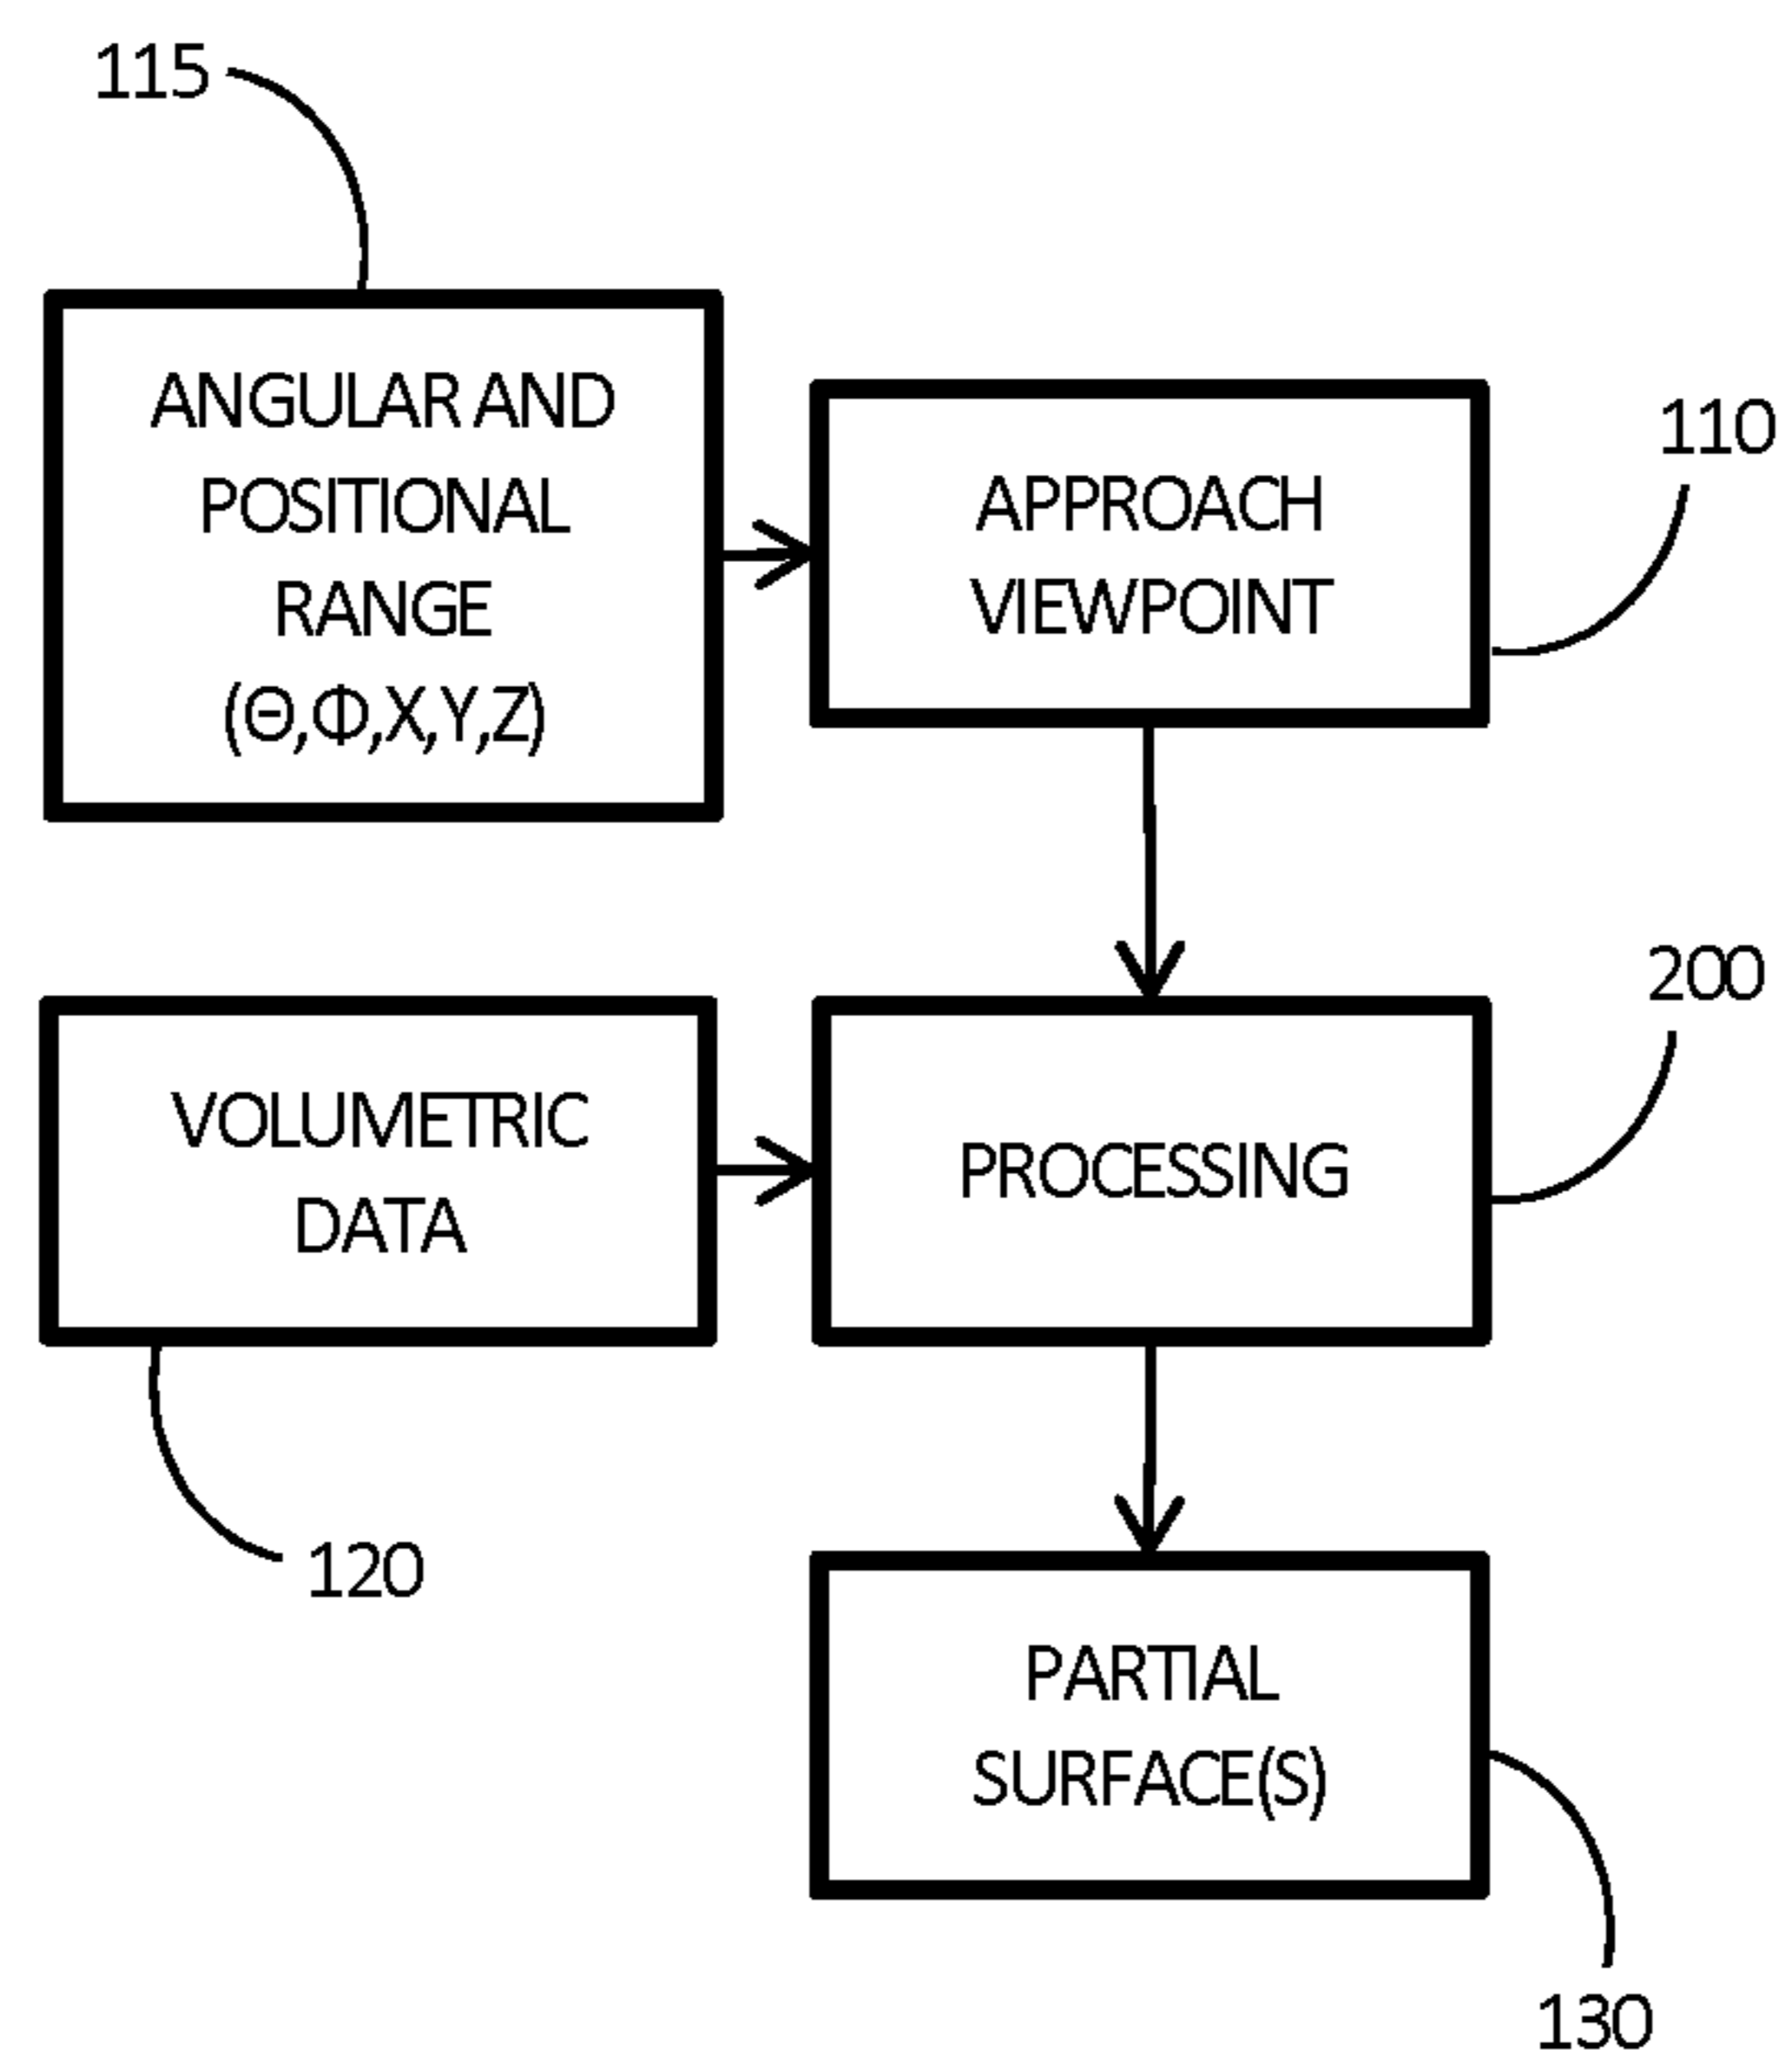 115
ANGULAR AND
POSITIONAL
RANGE
(Θ,Φ,X,Y,Z)
APPROACH
VIEWPOINT
110
200
VOLUMETRIC
DATA
PROCESSING
120
PARTIAL
SURFACE(S)
130